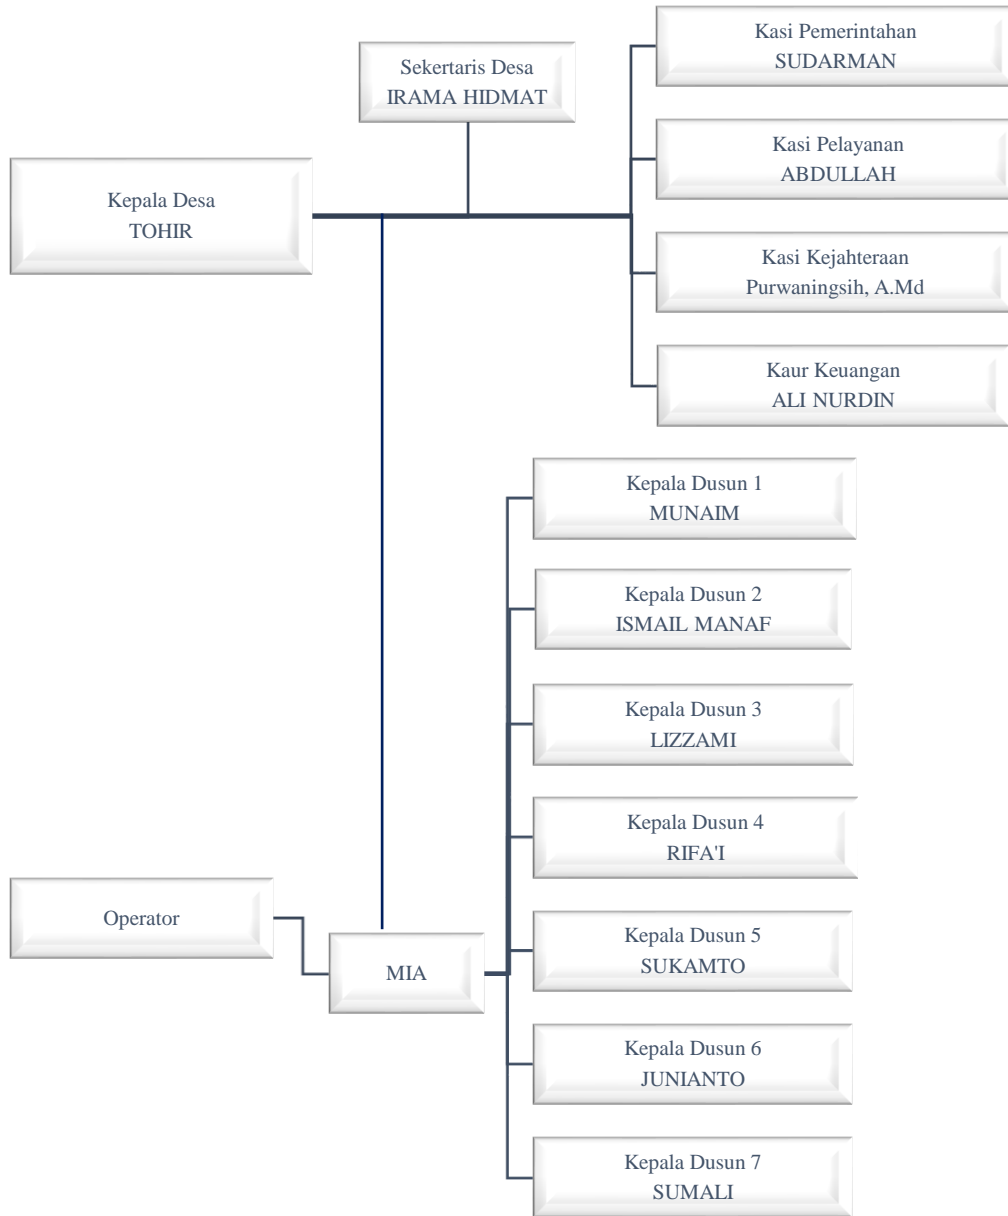 Kasi Pemerintahan
SUDARMAN
Sekertaris Desa
IRAMA HIDMAT
Kasi Pelayanan
ABDULLAH
Kepala Desa
TOHIR
Kasi Kejahteraan
Purwaningsih, A.Md
Kaur Keuangan
ALI NURDIN
Kepala Dusun 1
MUNAIM
Kepala Dusun 2
ISMAIL MANAF
Kepala Dusun 3
LIZZAMI
Kepala Dusun 4
RIFA'I
Operator
MIA
Kepala Dusun 5
SUKAMTO
Kepala Dusun 6
JUNIANTO
Kepala Dusun 7
SUMALI